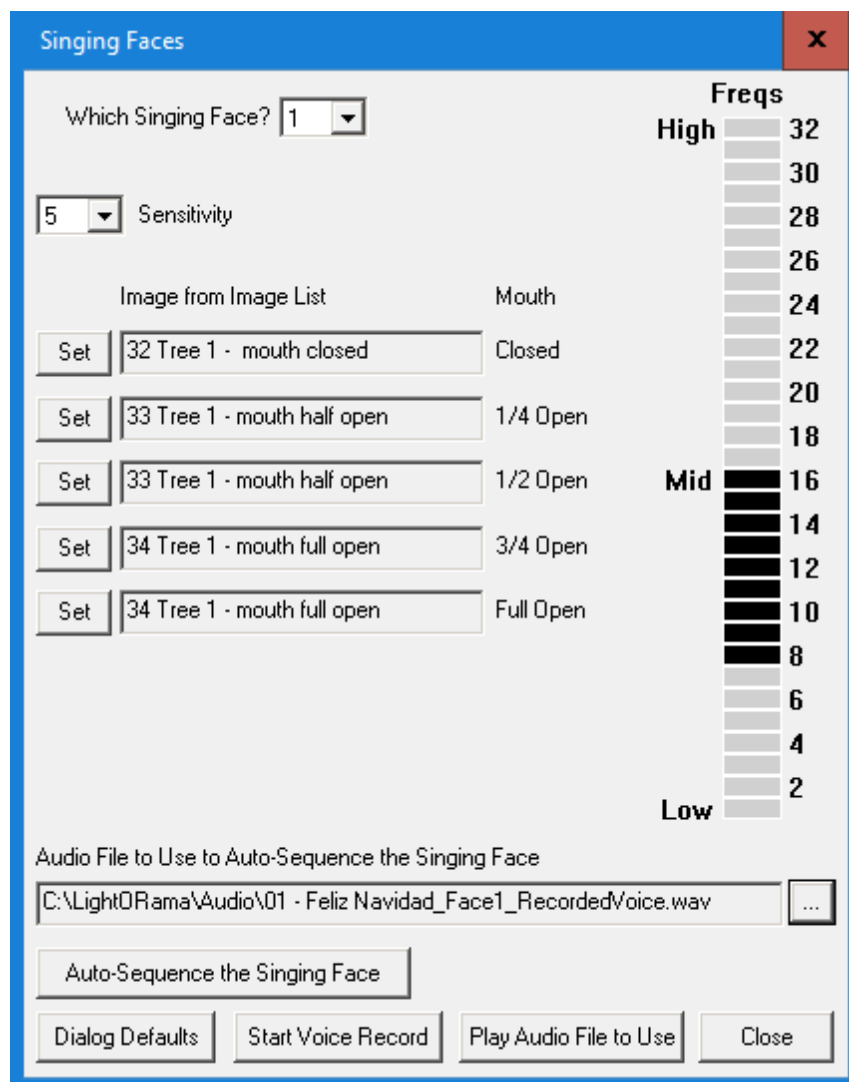 Singing Faces x
Freqs
Which Singing Face? 1
High 32
30
5 Sensitivity 28
26
Image from Image List Mouth 24
Set 32 Tree 1 -  mouth closed Closed 22
20
Set 33 Tree 1 - mouth half open 1/4 Open
18
Set 33 Tree 1 - mouth half open 1/2 Open Mid 16
14
Set 34 Tree 1 - mouth full open 3/4 Open
12
Set 34 Tree 1 - mouth full open Full Open 10
8
6
4
2
Low
Audio File to Use to Auto-Sequence the Singing Face
C:\LightORama\Audio\01 - Feliz Navidad_Face1_RecordedVoice.wav ...
Auto-Sequence the Singing Face
Dialog Defaults Start Voice Record Play Audio File to Use Close